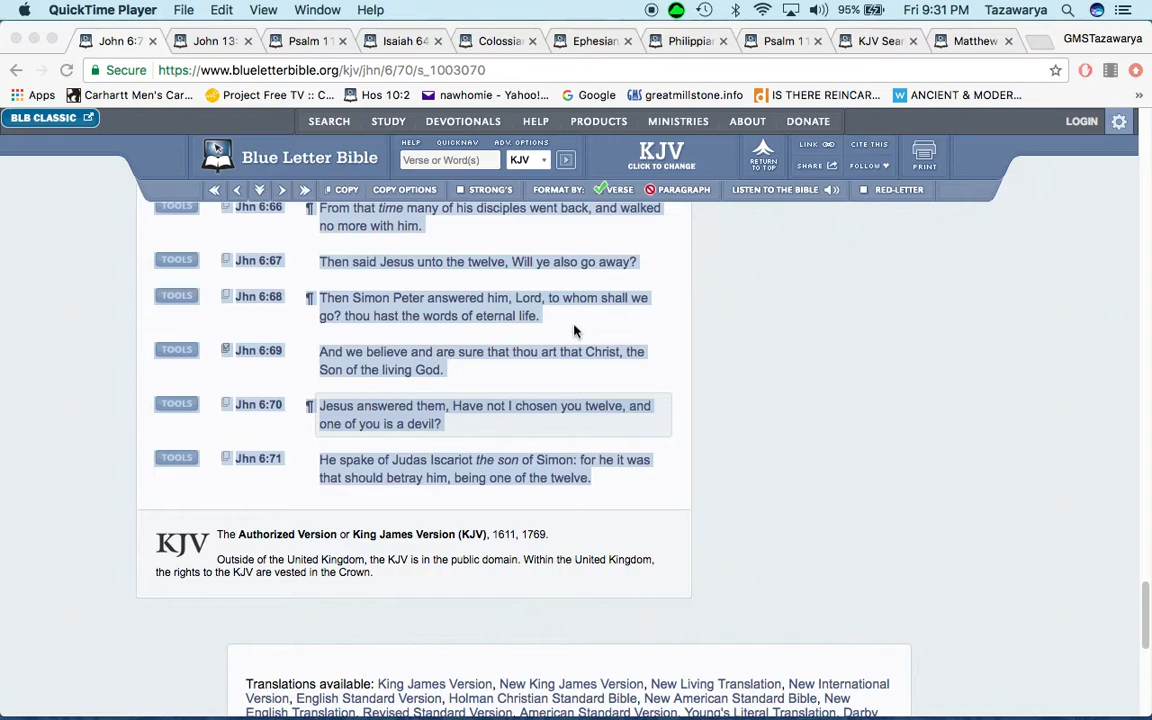 QuickTime Player File Edit View Window Help 95% Fri 9:31 PM Tazawarya
John 6:7 John 13: Psalm 11 Isaiah 64 Colossia Ephesian Philippia Psalm 11 KJV Sea Matthew GMSTazawarya
Secure https://www.blueletterbible.org/kjv/jhn/6/70/s_1003070
Apps Carhartt Men's Car... Project Free TV :: C... Hos 10:2 nawhomie - Yahoo!... Google greatmillstone.info IS THERE REINCAR... ANCIENT & MODER... »
BLB CLASSIC SEARCH STUDY DEVOTIONALS HELP PRODUCTS MINISTRIES ABOUT DONATE LOGIN
HELP QUICKNAV ADV. OPTIONS
Blue Letter Bible Verse or Word(s) KJV KJV CLICK TO CHANGE RETURN TO TOP LINK CITE THIS SHARE FOLLOW PRINT
COPY COPY OPTIONS STRONG'S FORMAT BY: VERSE PARAGRAPH LISTEN TO THE BIBLE RED-LETTER
TOOLS Jhn 6:66 ¶ From that time many of his disciples went back, and walked
no more with him.
TOOLS Jhn 6:67 Then said Jesus unto the twelve, Will ye also go away?
TOOLS Jhn 6:68 ¶ Then Simon Peter answered him, Lord, to whom shall we
go? thou hast the words of eternal life.
TOOLS Jhn 6:69 And we believe and are sure that thou art that Christ, the
Son of the living God.
TOOLS Jhn 6:70 ¶ Jesus answered them, Have not I chosen you twelve, and
one of you is a devil?
TOOLS Jhn 6:71 He spake of Judas Iscariot the son of Simon: for he it was
that should betray him, being one of the twelve.
KJV The Authorized Version or King James Version (KJV), 1611, 1769.
Outside of the United Kingdom, the KJV is in the public domain. Within the United Kingdom,
the rights to the KJV are vested in the Crown.
Translations available: King James Version, New King James Version, New Living Translation, New International
Version, English Standard Version, Holman Christian Standard Bible, New American Standard Bible, New
English Translation, Revised Standard Version, American Standard Version, Young's Literal Translation, Darby